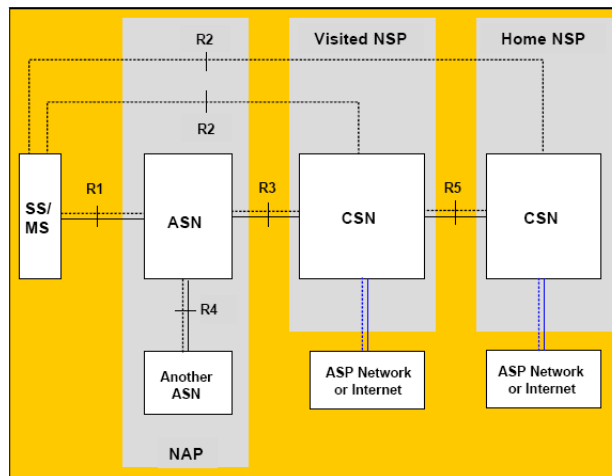 R2
Visited NSP
Home NSP
R2
SS/
MS
R1
ASN
R3
CSN
R5
CSN
R4
Another
ASN
ASP Network
or Internet
ASP Network
or Internet
NAP